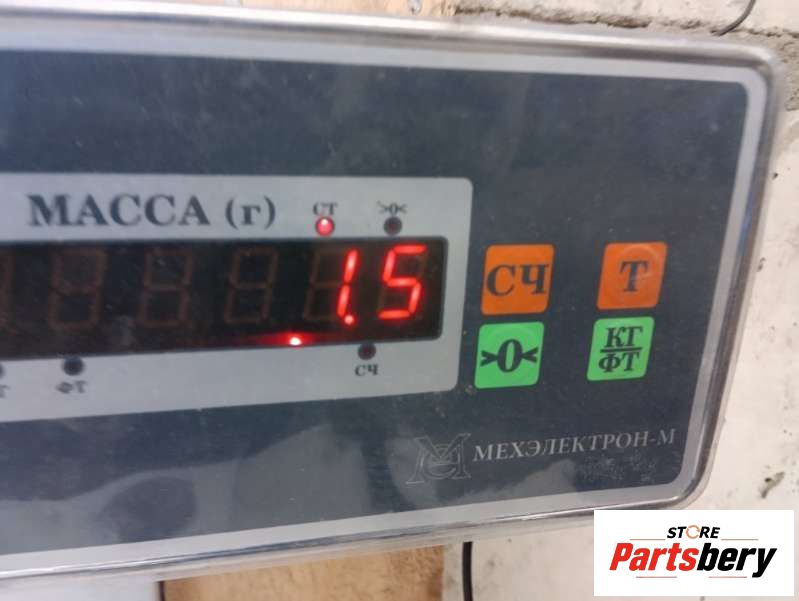 МАССА (г)
СТ
>0<
1.5
СЧ
Т
ФТ
СЧ
>0<
КГ
ФТ
МЕХЭЛЕКТРОН-М
STORE
Partsbery